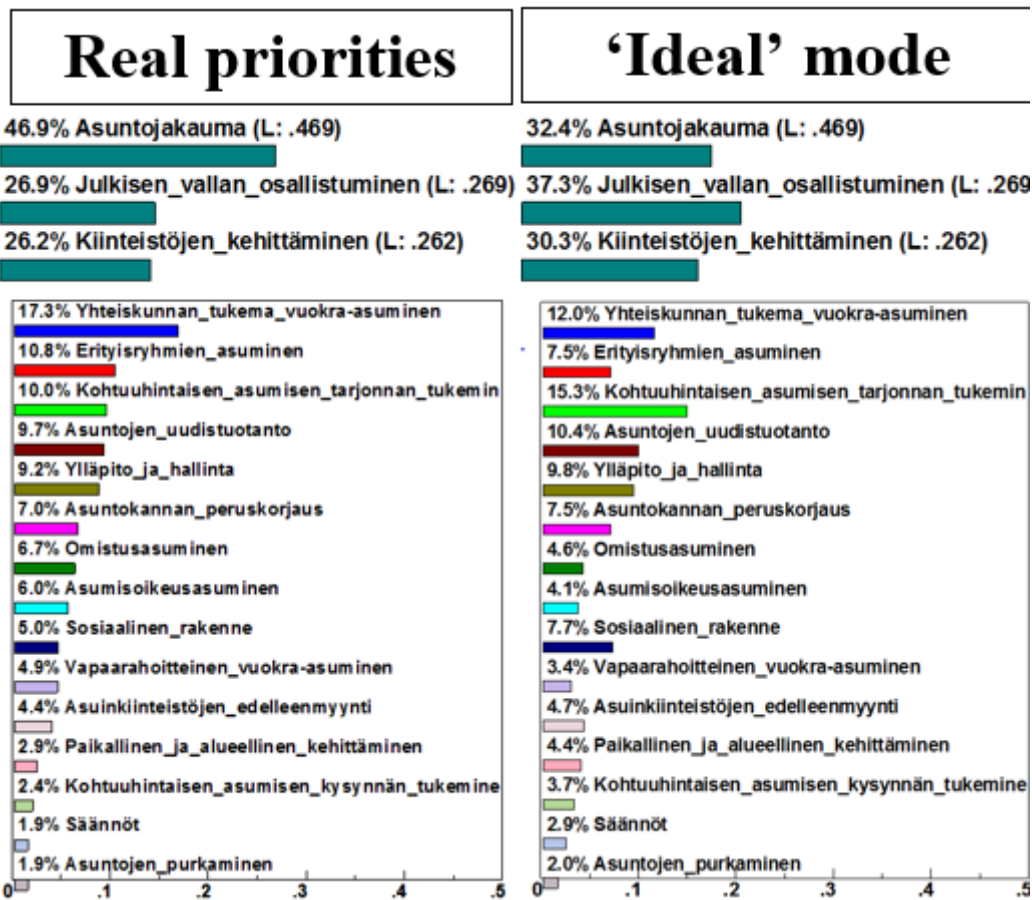 Real priorities
46.9% Asuntojakauma (L: .469)
26.9% Julkisen_vallan_osallistuminen (L: .269)
26.2% Kiinteistöjen_kehittäminen (L: .262)
17.3% Yhteiskunnan_tukema_vuokra-asuminen
10.8% Erityisryhmien_asuminen
10.0% Kohtuuhintaisen_asumisen_tarjonnan_tukemin
9.7% Asuntojen_uudistuotanto
9.2% Ylläpito_ja_hallinta
7.0% Asuntokannan_peruskorjaus
6.7% Omistusasuminen
6.0% Asumisoikeusasuminen
5.0% Sosiaalinen_rakenne
4.9% Vapaarahoitteinen_vuokra-asuminen
4.4% Asuinkiinteistöjen_edelleenmyynti
2.9% Paikallinen_ja_alueellinen_kehittäminen
2.4% Kohtuuhintaisen_asumisen_kysynnän_tukemine
1.9% Säännöt
1.9% Asuntojen_purkaminen
0 .1 .2 .3 .4 .5
‘Ideal’ mode
32.4% Asuntojakauma (L: .469)
37.3% Julkisen_vallan_osallistuminen (L: .269
30.3% Kiinteistöjen_kehittäminen (L: .262)
12.0% Yhteiskunnan_tukema_vuokra-asuminen
7.5% Erityisryhmien_asuminen
15.3% Kohtuuhintaisen_asumisen_tarjonnan_tukemin
10.4% Asuntojen_uudistuotanto
9.8% Ylläpito_ja_hallinta
7.5% Asuntokannan_peruskorjaus
4.6% Omistusasuminen
4.1% Asumisoikeusasuminen
7.7% Sosiaalinen_rakenne
3.4% Vapaarahoitteinen_vuokra-asuminen
4.7% Asuinkiinteistöjen_edelleenmyynti
4.4% Paikallinen_ja_alueellinen_kehittäminen
3.7% Kohtuuhintaisen_asumisen_kysynnän_tukemine
2.9% Säännöt
2.0% Asuntojen_purkaminen
0 .1 .2 .3 .4 .5